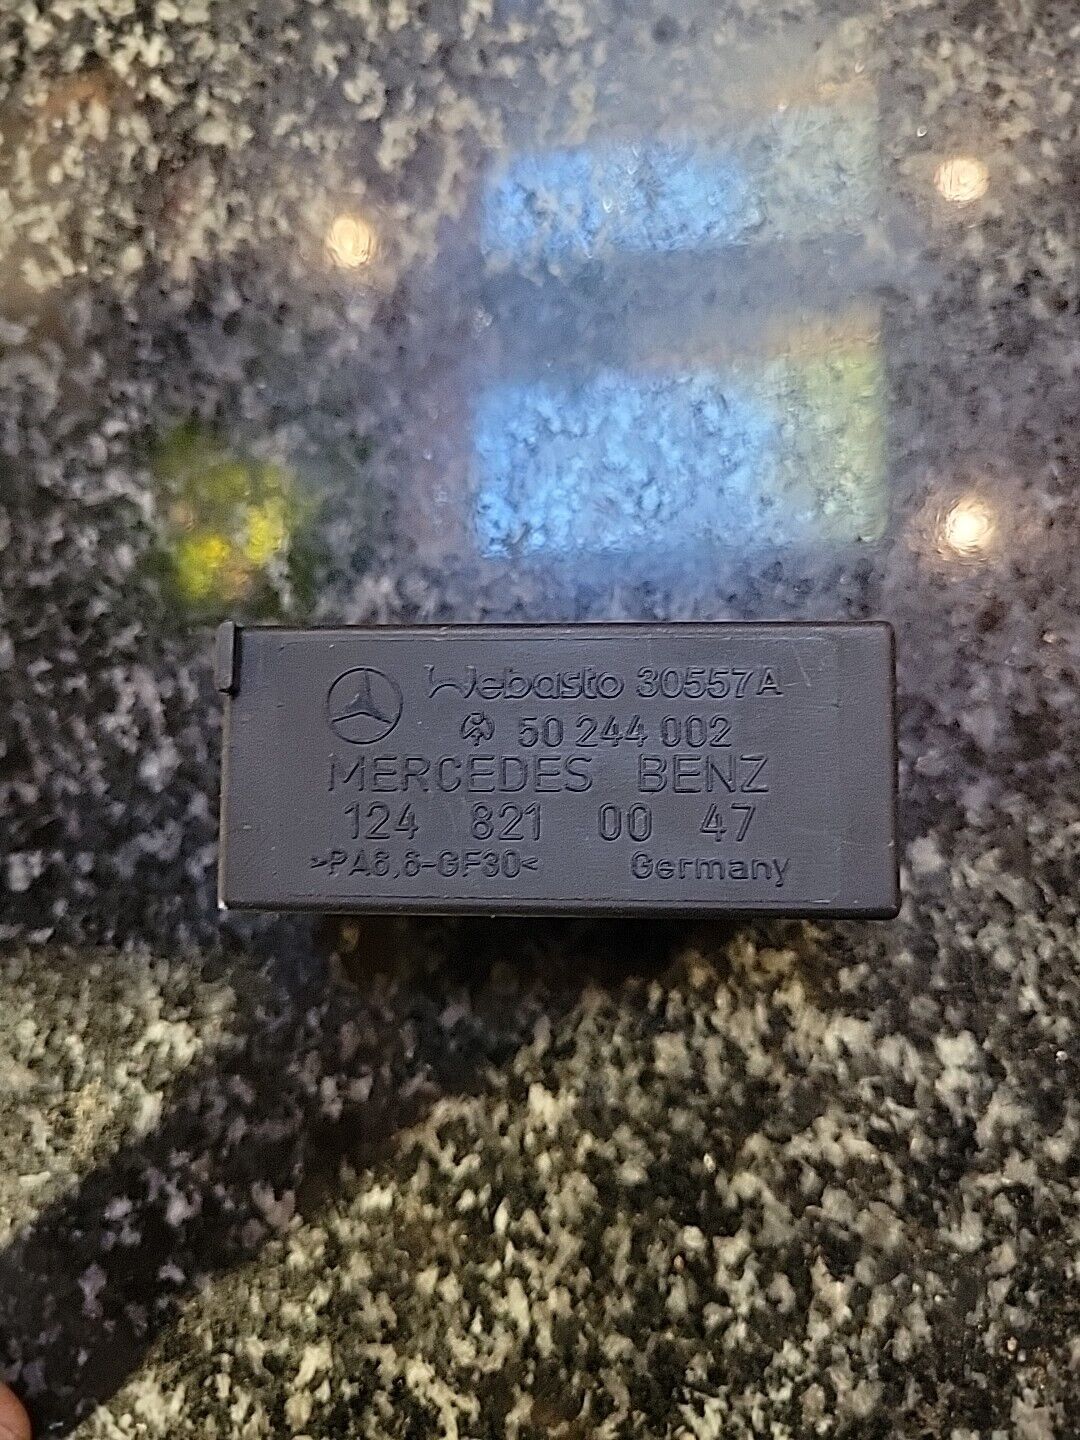 Webasto 30557A
50 244 002
MERCEDES BENZ
124 821 00 47
>PA6,6-GF30<
Germany